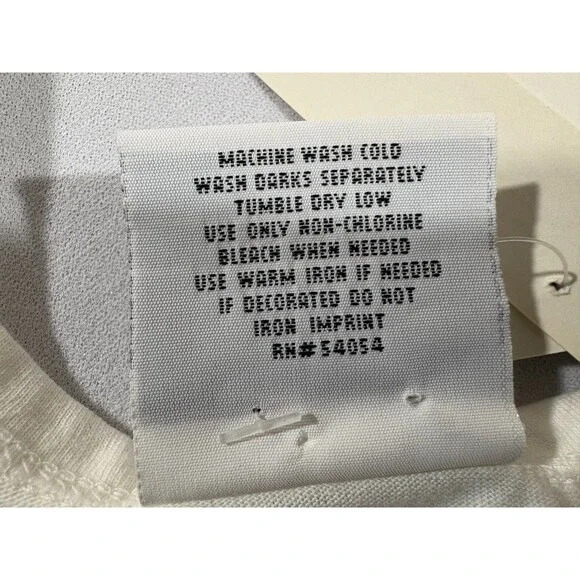 MACHINE WASH COLD
WASH DARKS SEPARATELY
TUMBLE DRY LOW
USE ONLY NON-CHLORINE
BLEACH WHEN NEEDED
USE WARM IRON IF NEEDED
IF DECORATED DO NOT
IRON IMPRINT
RN#54054